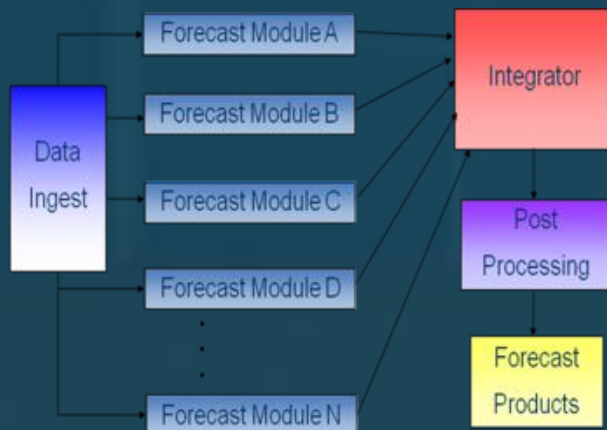 Data
Ingest
Forecast Module A
Forecast Module B
Forecast Module C
Forecast Module D
Forecast Module N
Integrator
Post
Processing
Forecast
Products